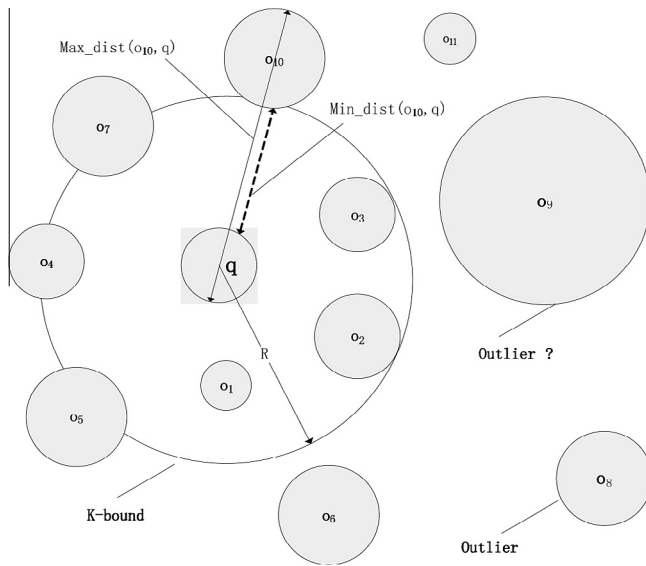 o₁₁
Max_dist(o₁₀, q)
o₁₀
Min_dist(o₁₀, q)
o₇
o₉
o₃
o₄
q
o₂
Outlier ?
R
o₁
o₅
o₈
K-bound
o₆
Outlier